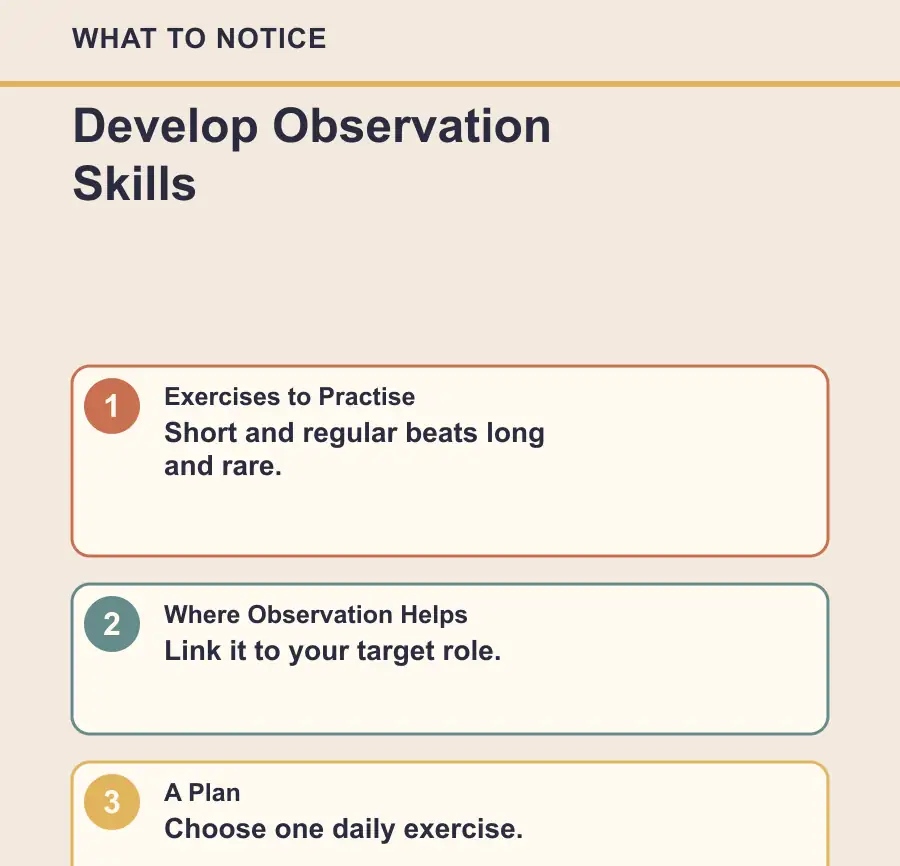 WHAT TO NOTICE
Develop Observation
Skills
1
Exercises to Practise
Short and regular beats long
and rare.
2
Where Observation Helps
Link it to your target role.
3
A Plan
Choose one daily exercise.